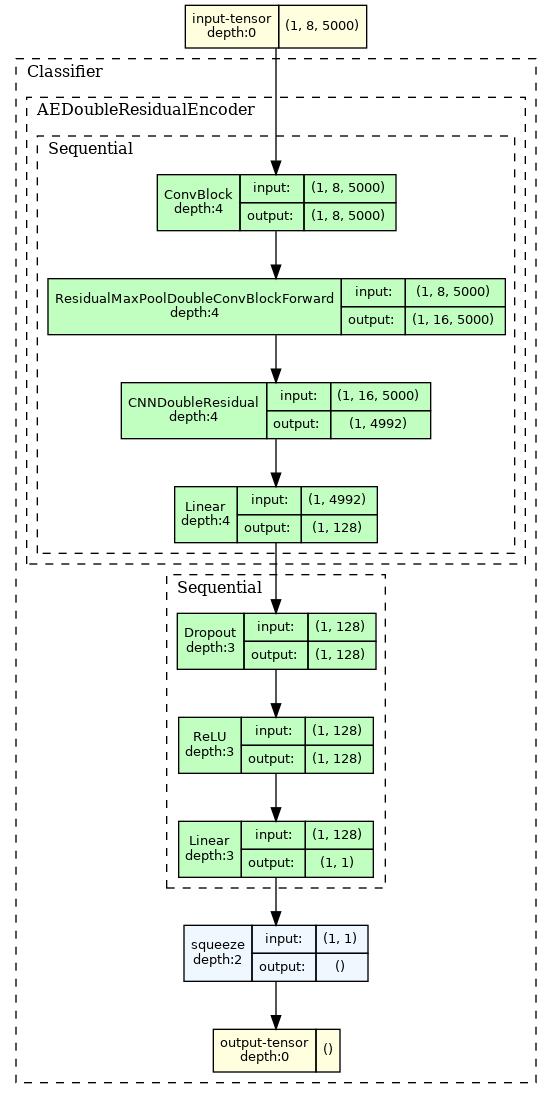 input-tensor
depth:0
(1, 8, 5000)
Classifier
AEDoubleResidualEncoder
Sequential
ConvBlock
depth:4
input:
(1, 8, 5000)
output:
(1, 8, 5000)
ResidualMaxPoolDoubleConvBlockForward
depth:4
input:
(1, 8, 5000)
output:
(1, 16, 5000)
CNNDoubleResidual
depth:4
input:
(1, 16, 5000)
output:
(1, 4992)
Linear
depth:4
input:
(1, 4992)
output:
(1, 128)
Sequential
Dropout
depth:3
input:
(1, 128)
output:
(1, 128)
ReLU
depth:3
input:
(1, 128)
output:
(1, 128)
Linear
depth:3
input:
(1, 128)
output:
(1, 1)
squeeze
depth:2
input:
(1, 1)
output:
()
output-tensor
depth:0
()